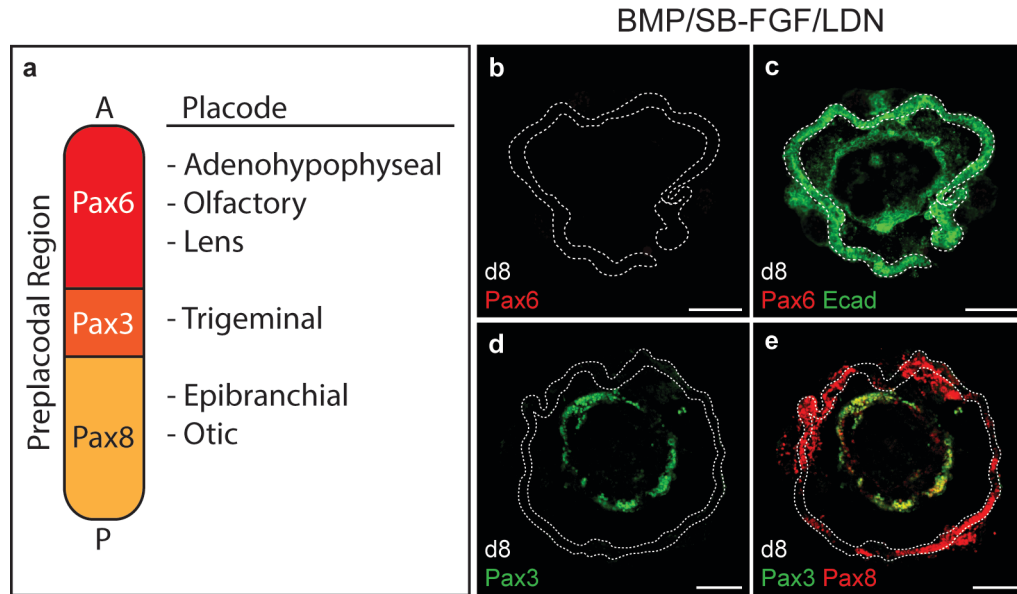 BMP/SB-FGF/LDN
a
A
Placode
Preplacodal Region
Pax6
- Adenohypophyseal
- Olfactory
- Lens
Pax3
- Trigeminal
Pax8
- Epibranchial
- Otic
P
b
d8
Pax6
c
d8
Pax6 Ecad
d
d8
Pax3
e
d8
Pax3 Pax8